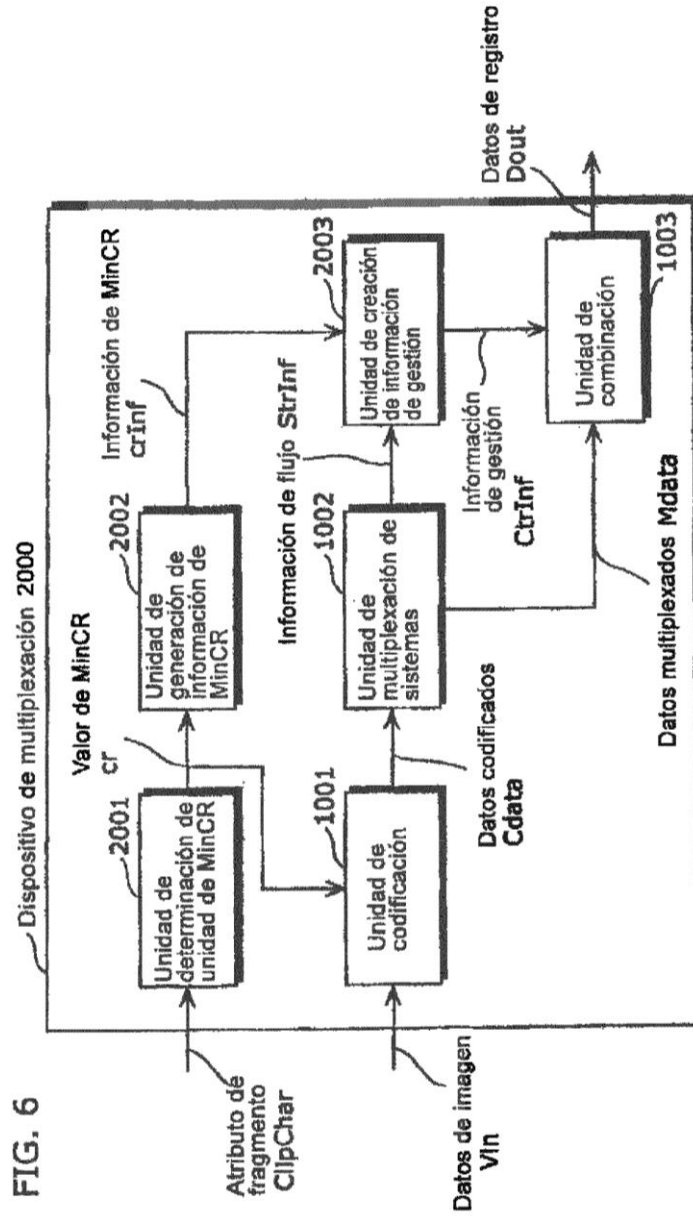 FIG. 6
Dispositivo de multiplexación 2000
Atributo de
fragmento
ClipChar
2001
Unidad de
determinación de
unidad de MinCR
Valor de MinCR
cr
2002
Unidad de
generación de
información de
MinCR
Información de MinCR
crInf
Datos de imagen
VIn
1001
Unidad de
codificación
Datos codificados
Cdata
1002
Unidad de
multiplexación de
sistemas
Información de flujo StrInf
2003
Unidad de creación
de información
de gestión
Información
de gestión
CtrInf
Datos multiplexados Mdata
Unidad de
combinación
1003
Datos de registro
Dout